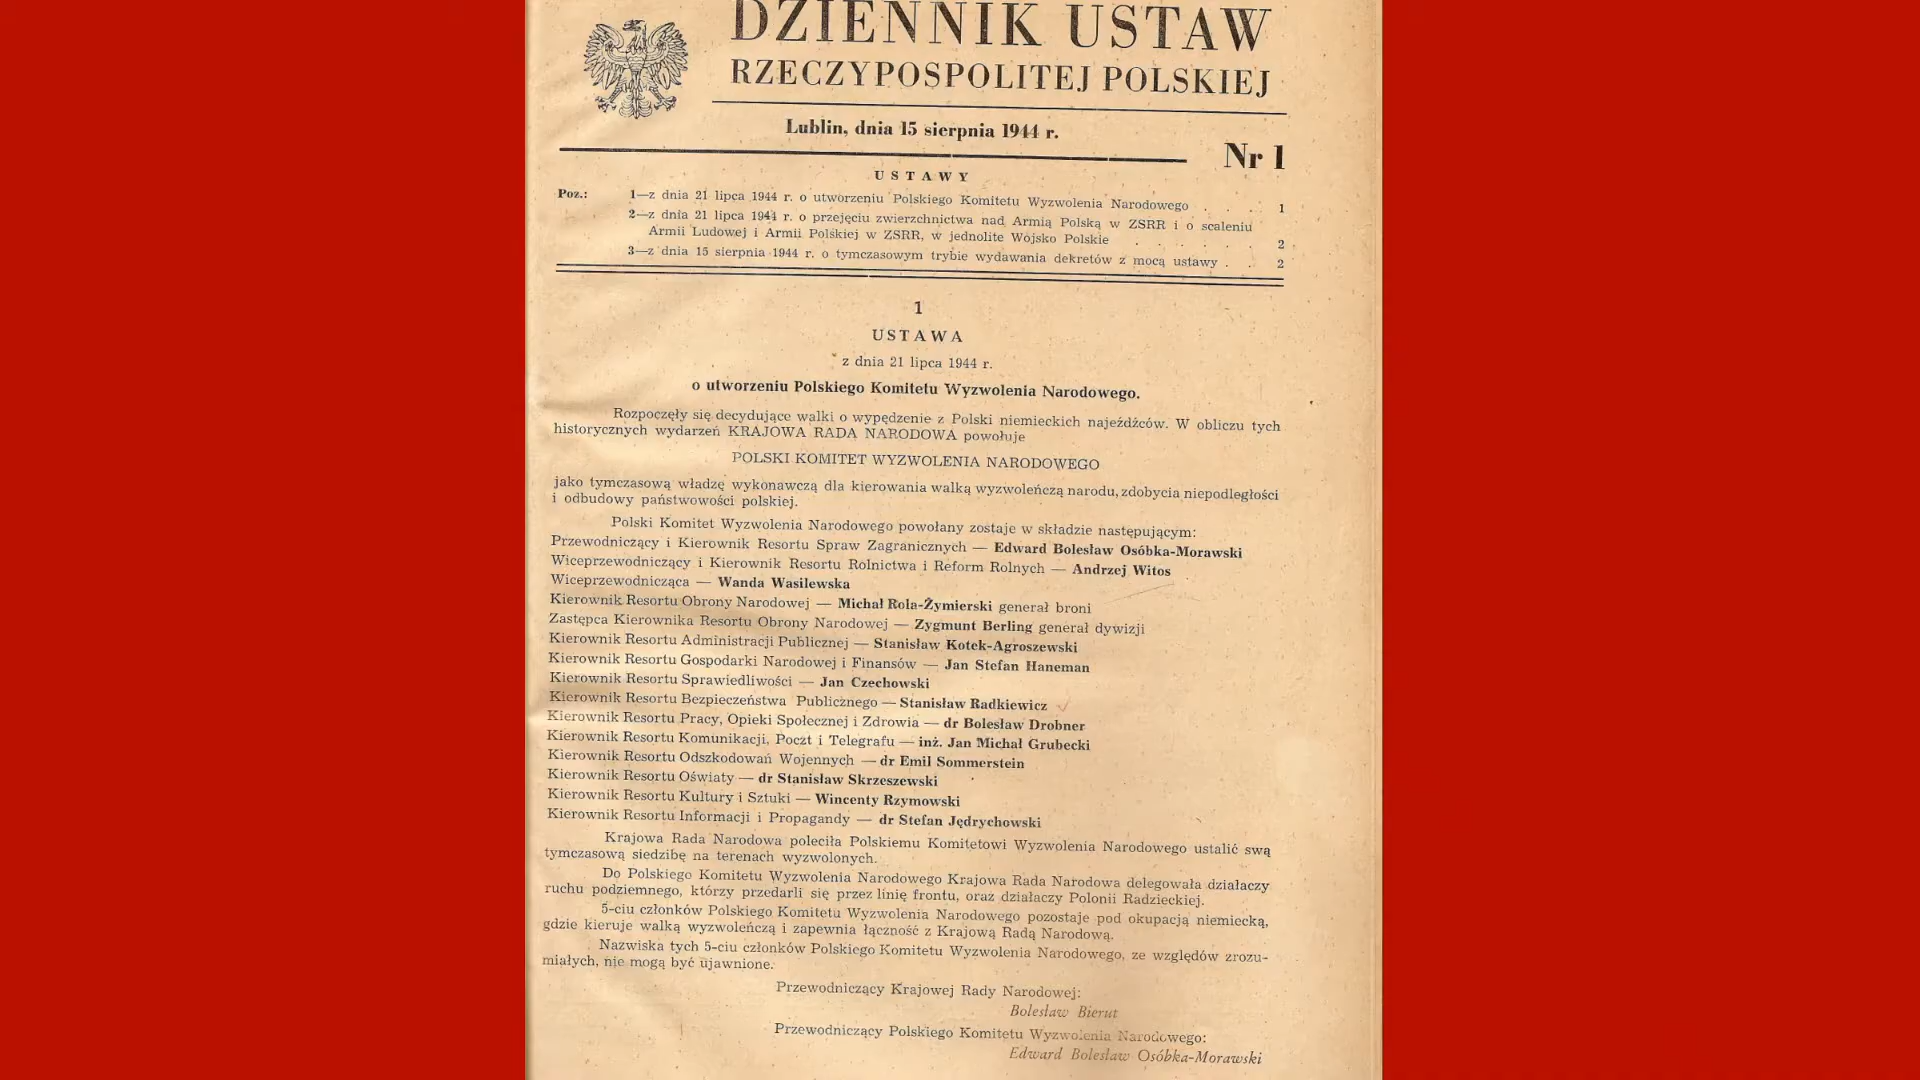 DZIENNIK USTAW
RZECZYPOSPOLITEJ POLSKIEJ
Lublin, dnia 15 sierpnia 1944 r.
Nr 1
USTAWY
Poz.: 1—z dnia 21 lipca 1944 r. o utworzeniu Polskiego Komitetu Wyzwolenia Narodowego . . . . 1
2—z dnia 21 lipca 1944 r. o przejęciu zwierzchnictwa nad Armią Polską w ZSRR i o scaleniu
Armii Ludowej i Armii Polskiej w ZSRR, w jednolite Wojsko Polskie . . . . . . 2
3—z dnia 15 sierpnia 1944 r. o tymczasowym trybie wydawania dekretów z mocą ustawy . . 2
1
USTAWA
z dnia 21 lipca 1944 r.
o utworzeniu Polskiego Komitetu Wyzwolenia Narodowego.
Rozpoczęły się decydujące walki o wypędzenie z Polski niemieckich najeźdźców. W obliczu tych
historycznych wydarzeń KRAJOWA RADA NARODOWA powołuje
POLSKI KOMITET WYZWOLENIA NARODOWEGO
jako tymczasową władzę wykonawczą dla kierowania walką wyzwoleńczą narodu, zdobycia niepodległości
i odbudowy państwowości polskiej.
Polski Komitet Wyzwolenia Narodowego powołany zostaje w składzie następującym:
Przewodniczący i Kierownik Resortu Spraw Zagranicznych — Edward Bolesław Osóbka-Morawski
Wiceprzewodniczący i Kierownik Resortu Rolnictwa i Reform Rolnych — Andrzej Witos
Wiceprzewodnicząca — Wanda Wasilewska
Kierownik Resortu Obrony Narodowej — Michał Rola-Żymierski generał broni
Zastępca Kierownika Resortu Obrony Narodowej — Zygmunt Berling generał dywizji
Kierownik Resortu Administracji Publicznej — Stanisław Kotek-Agroszewski
Kierownik Resortu Gospodarki Narodowej i Finansów — Jan Stefan Haneman
Kierownik Resortu Sprawiedliwości — Jan Czechowski
Kierownik Resortu Bezpieczeństwa Publicznego — Stanisław Radkiewicz
Kierownik Resortu Pracy, Opieki Społecznej i Zdrowia — dr Bolesław Drobner
Kierownik Resortu Komunikacji, Poczt i Telegrafu — inż. Jan Michał Grubecki
Kierownik Resortu Odszkodowań Wojennych — dr Emil Sommerstein
Kierownik Resortu Oświaty — dr Stanisław Skrzeszewski
Kierownik Resortu Kultury i Sztuki — Wincenty Rzymowski
Kierownik Resortu Informacji i Propagandy — dr Stefan Jędrychowski
Krajowa Rada Narodowa poleciła Polskiemu Komitetowi Wyzwolenia Narodowego ustalić swą
tymczasową siedzibę na terenach wyzwolonych.
Do Polskiego Komitetu Wyzwolenia Narodowego Krajowa Rada Narodowa delegowała działaczy
ruchu podziemnego, którzy przedarli się przez linię frontu, oraz działaczy Polonii Radzieckiej.
5-ciu członków Polskiego Komitetu Wyzwolenia Narodowego pozostaje pod okupacją niemiecką,
gdzie kieruje walką wyzwoleńczą i zapewnia łączność z Krajową Radą Narodową.
Nazwiska tych 5-ciu członków Polskiego Komitetu Wyzwolenia Narodowego, ze względów zrozu-
miałych, nie mogą być ujawnione.
Przewodniczący Krajowej Rady Narodowej:
Bolesław Bierut
Przewodniczący Polskiego Komitetu Wyzwolenia Narodowego:
Edward Bolesław Osóbka-Morawski